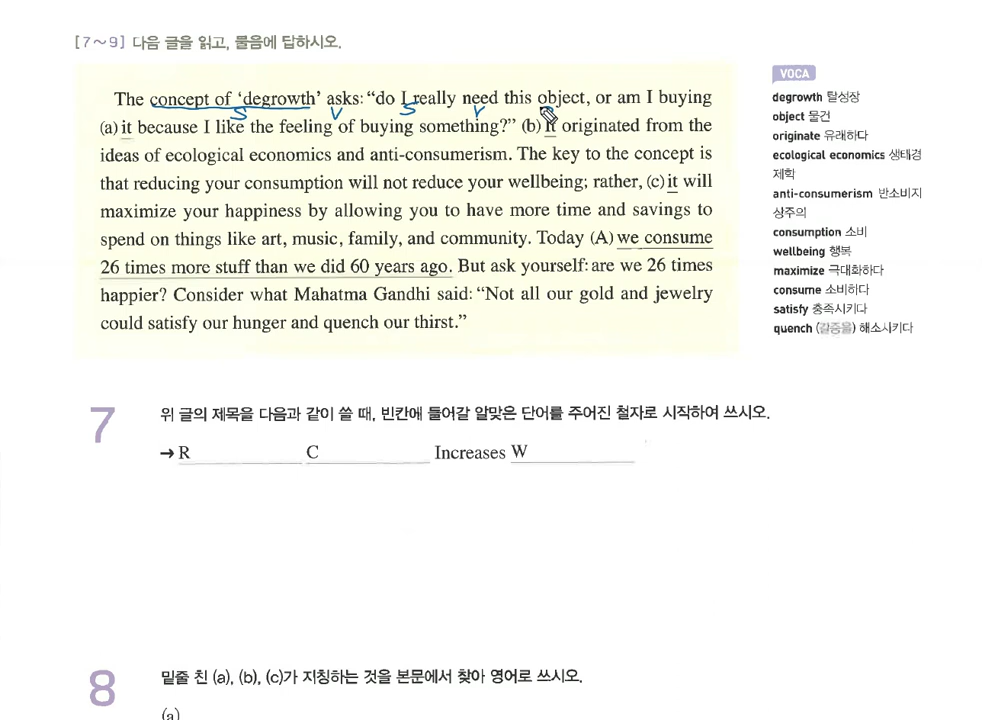 [7~9] 다음 글을 읽고, 물음에 답하시오.
The concept of ‘degrowth’ asks: “do I really need this object, or am I buying
(a) it because I like the feeling of buying something?” (b) It originated from the
ideas of ecological economics and anti-consumerism. The key to the concept is
that reducing your consumption will not reduce your wellbeing; rather, (c) it will
maximize your happiness by allowing you to have more time and savings to
spend on things like art, music, family, and community. Today (A) we consume
26 times more stuff than we did 60 years ago. But ask yourself: are we 26 times
happier? Consider what Mahatma Gandhi said: “Not all our gold and jewelry
could satisfy our hunger and quench our thirst.”
S V S V
VOCA
degrowth 탈성장
object 물건
originate 유래하다
ecological economics 생태경
제학
anti-consumerism 반소비지
상주의
consumption 소비
wellbeing 행복
maximize 극대화하다
consume 소비하다
satisfy 충족시키다
quench (갈증을) 해소시키다
7 위 글의 제목을 다음과 같이 쓸 때, 빈칸에 들어갈 알맞은 단어를 주어진 철자로 시작하여 쓰시오.
→ R C Increases W
8 밑줄 친 (a), (b), (c)가 지칭하는 것을 본문에서 찾아 영어로 쓰시오.
(a)